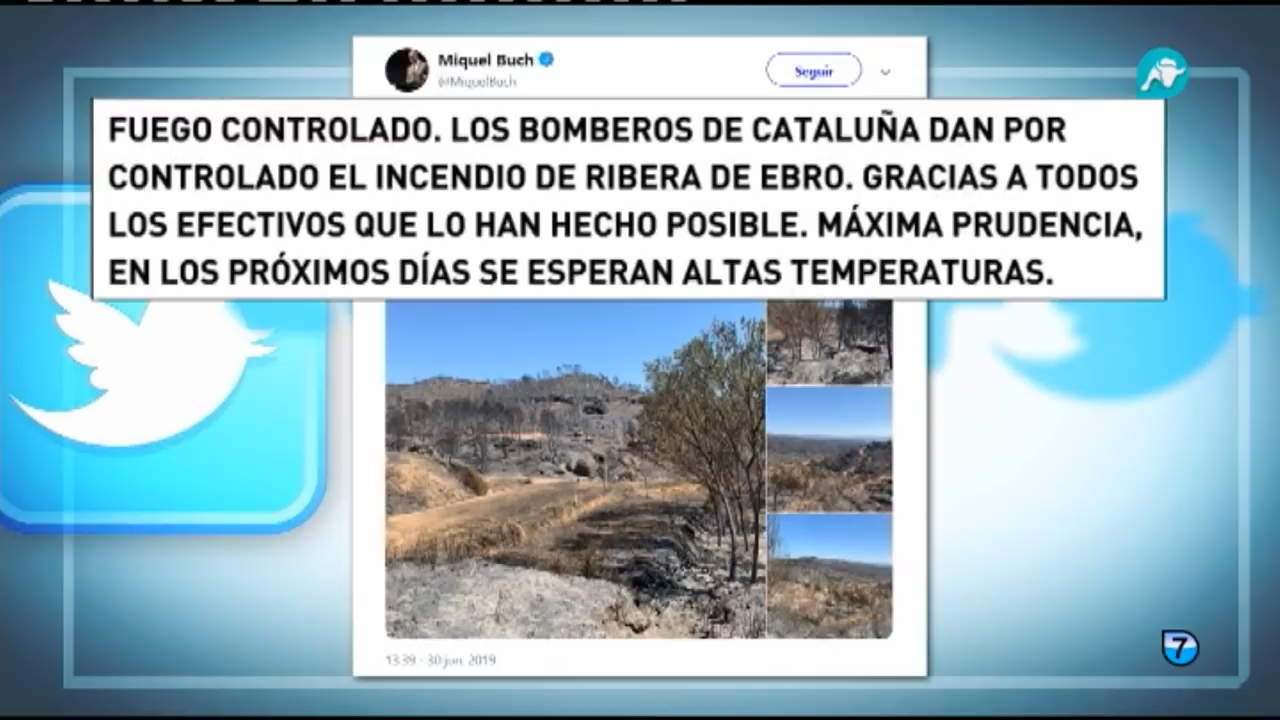 Miquel Buch
@MiquelBuch
Seguir
FUEGO CONTROLADO. LOS BOMBEROS DE CATALUÑA DAN POR
CONTROLADO EL INCENDIO DE RIBERA DE EBRO. GRACIAS A TODOS
LOS EFECTIVOS QUE LO HAN HECHO POSIBLE. MÁXIMA PRUDENCIA,
EN LOS PRÓXIMOS DÍAS SE ESPERAN ALTAS TEMPERATURAS.
13:39 - 30 jun. 2019
7